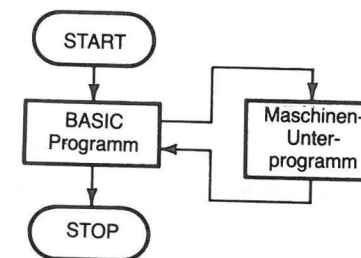 START
BASIC
Programm
Maschinen-
Unter-
programm
STOP